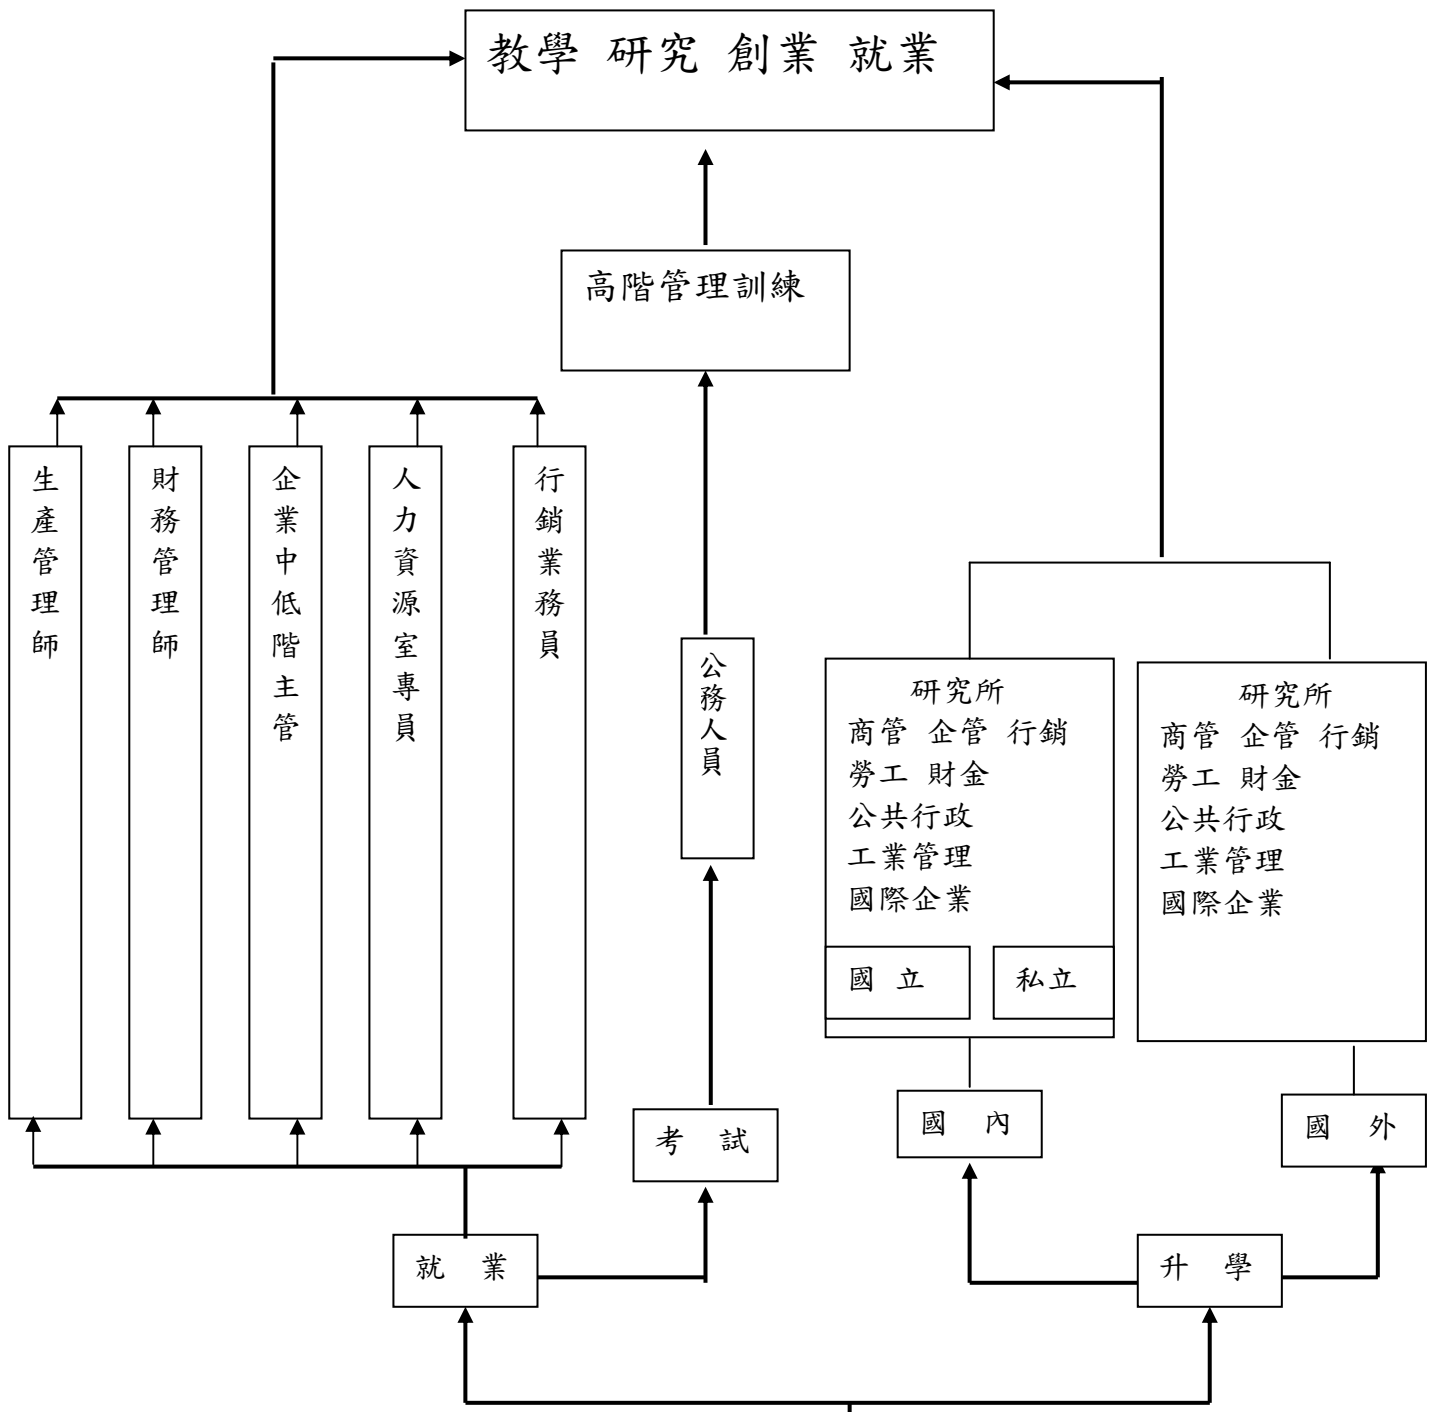 教學 研究 創業 就業
高階管理訓練
生產管理師
財務管理師
企業中低階主管
人力資源室專員
行銷業務員
公務人員
研究所
商管 企管 行銷
勞工 財金
公共行政
工業管理
國際企業
國 立
私立
研究所
商管 企管 行銷
勞工 財金
公共行政
工業管理
國際企業
考 試
國 內
國 外
就 業
升 學